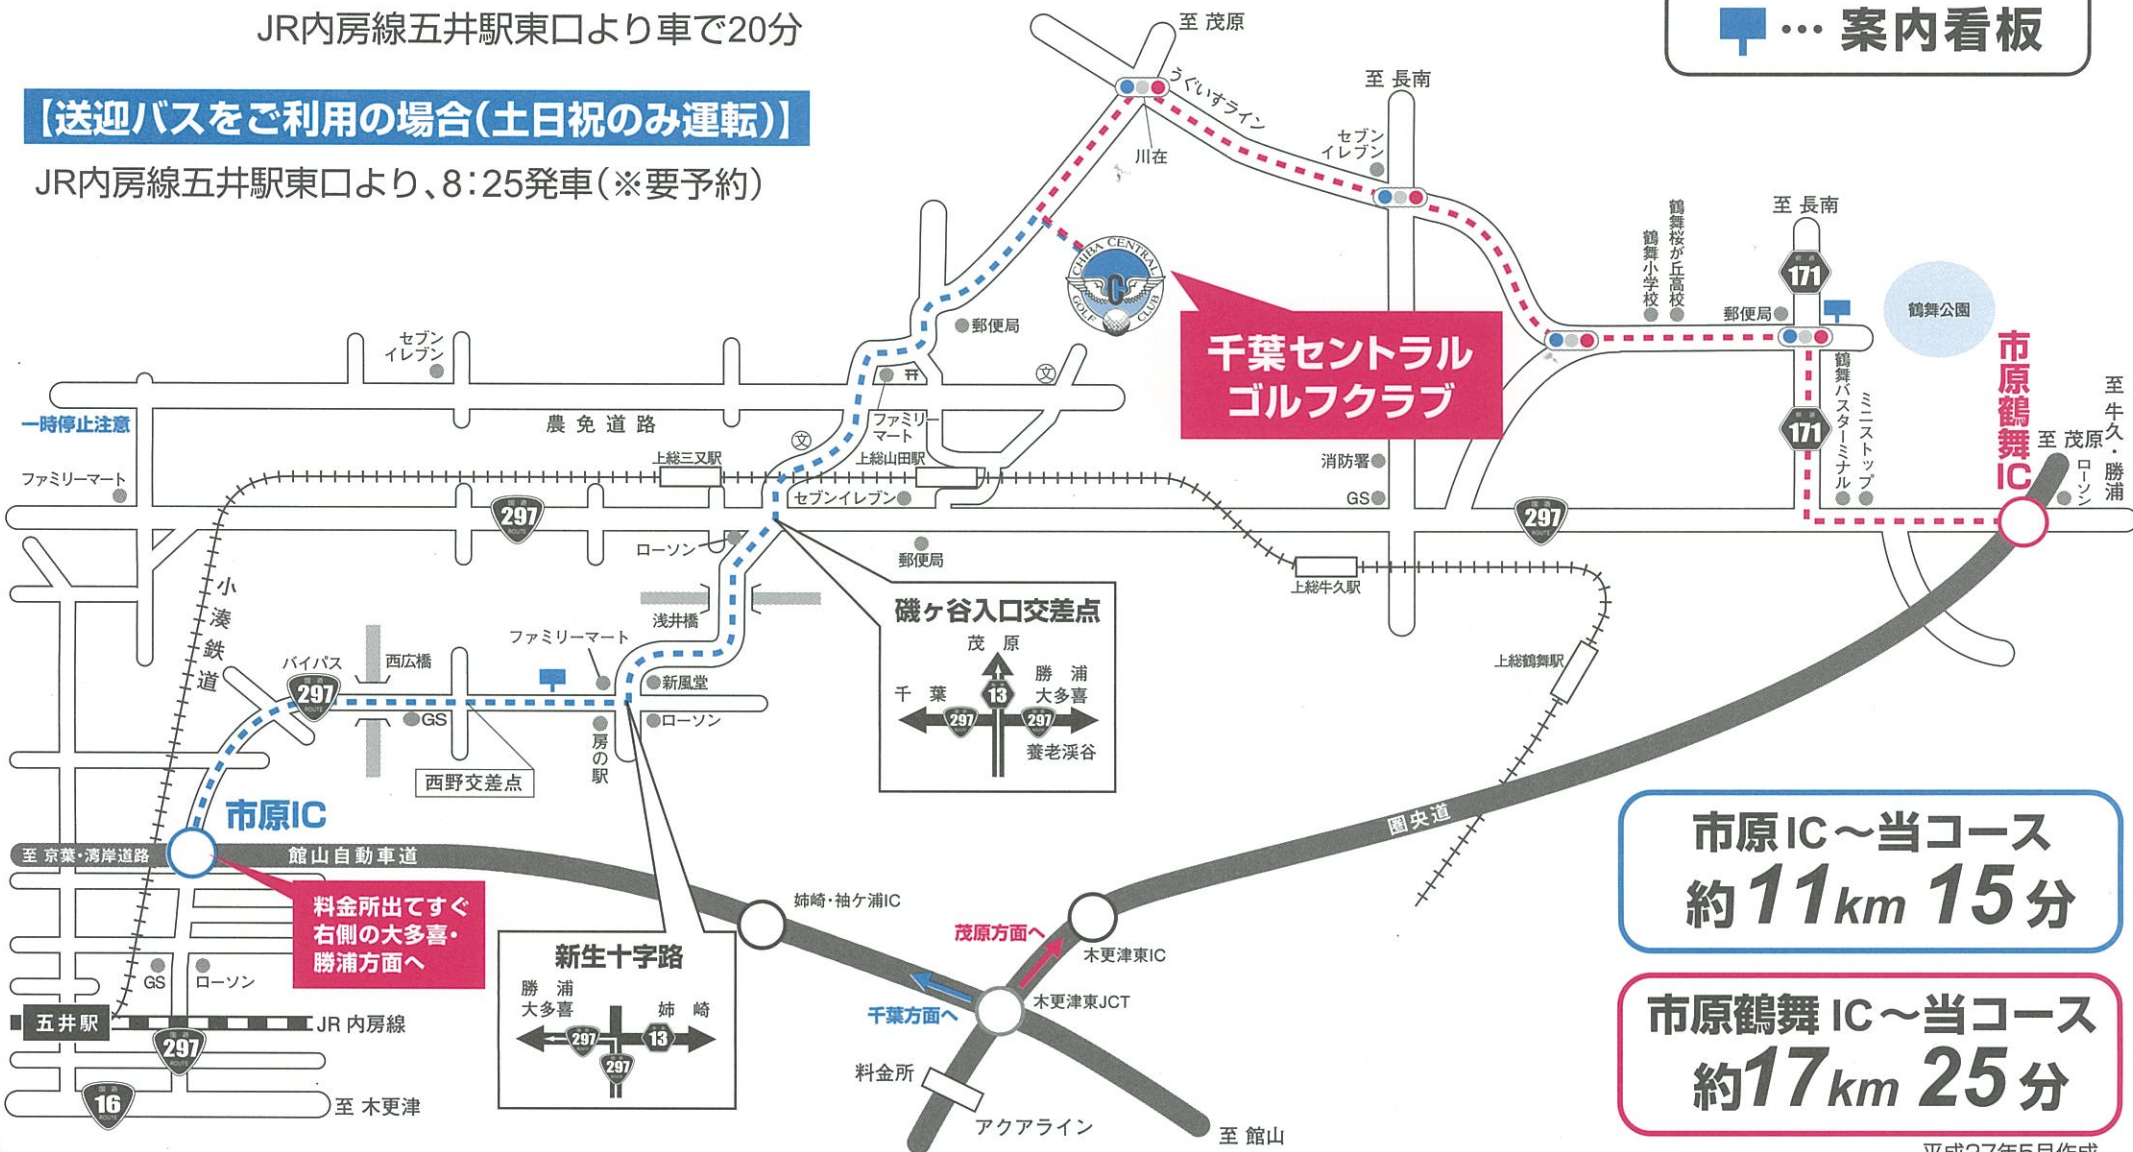 JR内房線五井駅東口より車で20分
…案内看板
【送迎バスをご利用の場合(土日祝のみ運転)】
JR内房線五井駅東口より、8:25発車(※要予約)
至 茂原
うぐいすライン
川在
至 長南
セブン
イレブン
鶴舞小学校
鶴舞桜が丘高校
郵便局
至 長南
171
鶴舞公園
CHIBA CENTRAL
C
GOLF CLUB
千葉セントラル
ゴルフクラブ
郵便局
セブン
イレブン
一時停止注意
農免道路
ファミリー
マート
文
文
ファミリーマート
上総三又駅
上総山田駅
セブンイレブン
297
ROUTE
ローソン
郵便局
消防署
GS
297
ROUTE
171
鶴舞バスターミナル
ミニストップ
市原鶴舞IC
至 茂原
ローソン
至 牛久・勝浦
上総牛久駅
上総鶴舞駅
小湊鉄道
浅井橋
磯ヶ谷入口交差点
茂原
千葉
勝浦
大多喜
13
297
297
養老渓谷
バイパス
297
ROUTE
西広橋
GS
ファミリーマート
新風堂
ローソン
房の駅
西野交差点
市原IC
至 京葉・湾岸道路
館山自動車道
料金所出てすぐ
右側の大多喜・
勝浦方面へ
GS
ローソン
五井駅
JR 内房線
297
ROUTE
16
至 木更津
新生十字路
勝浦
大多喜
姉崎
297
13
297
姉崎・袖ケ浦IC
茂原方面へ
木更津東IC
千葉方面へ
木更津東JCT
料金所
アクアライン
至 館山
圏央道
市原IC~当コース
約11km 15分
市原鶴舞IC~当コース
約17km 25分
平成27年5月作成